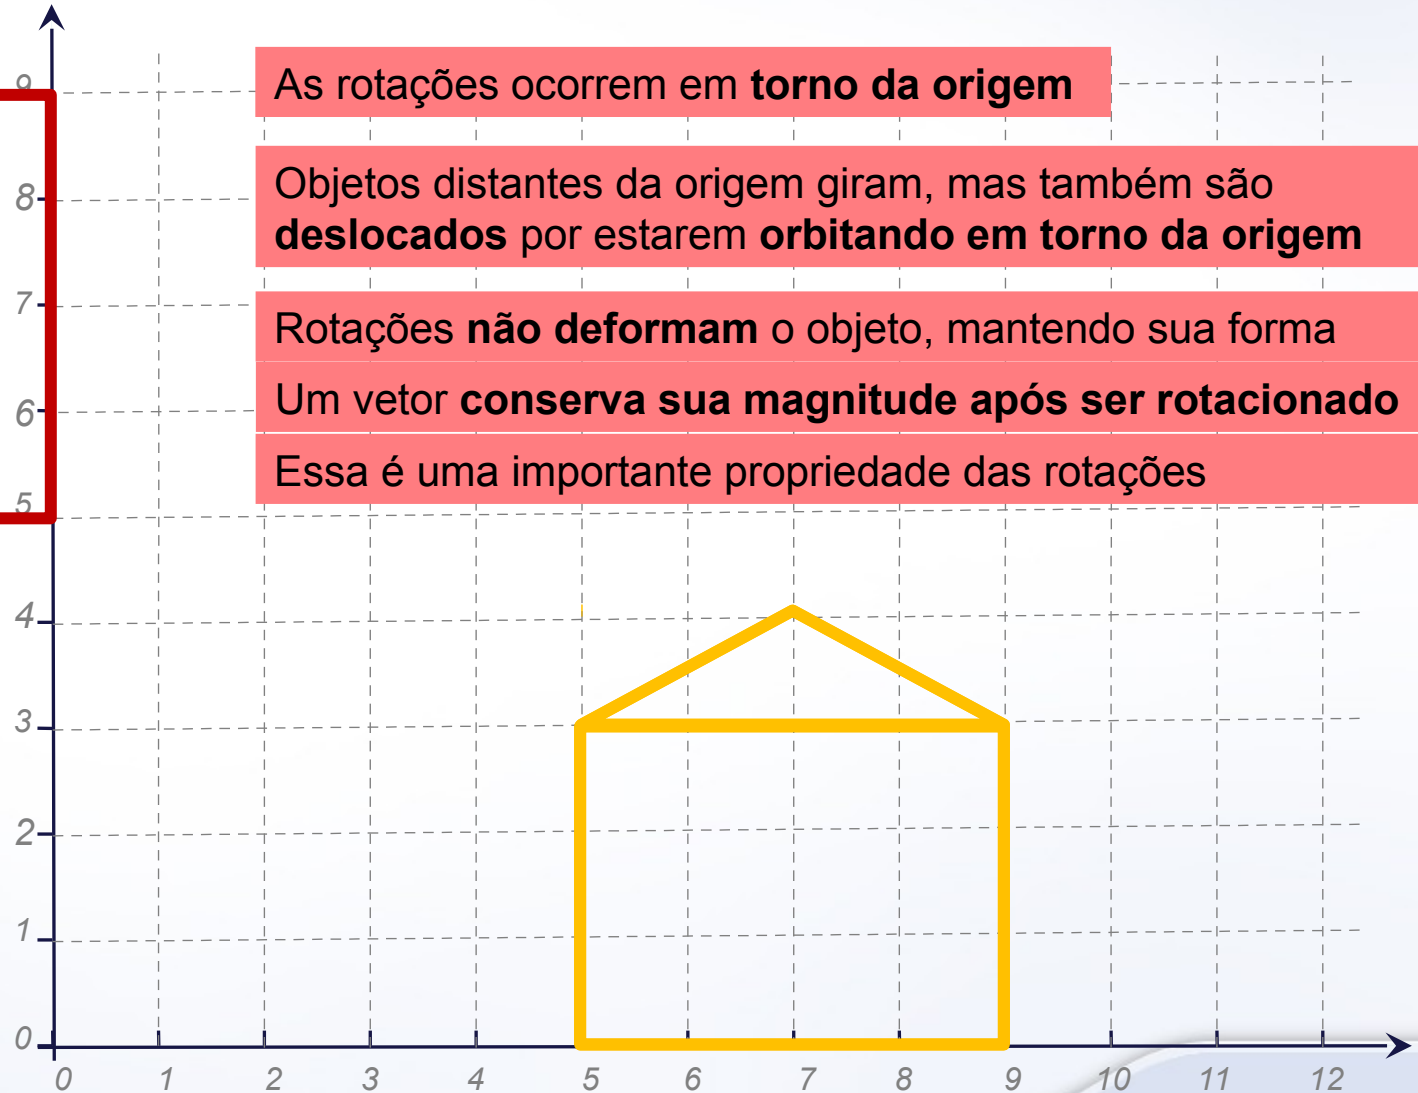 9
As rotações ocorrem em torno da origem
8
Objetos distantes da origem giram, mas também são
deslocados por estarem orbitando em torno da origem
7
Rotações não deformam o objeto, mantendo sua forma
6
Um vetor conserva sua magnitude após ser rotacionado
Essa é uma importante propriedade das rotações
5
4
3
2
1
0
0 1 2 3 4 5 6 7 8 9 10 11 12